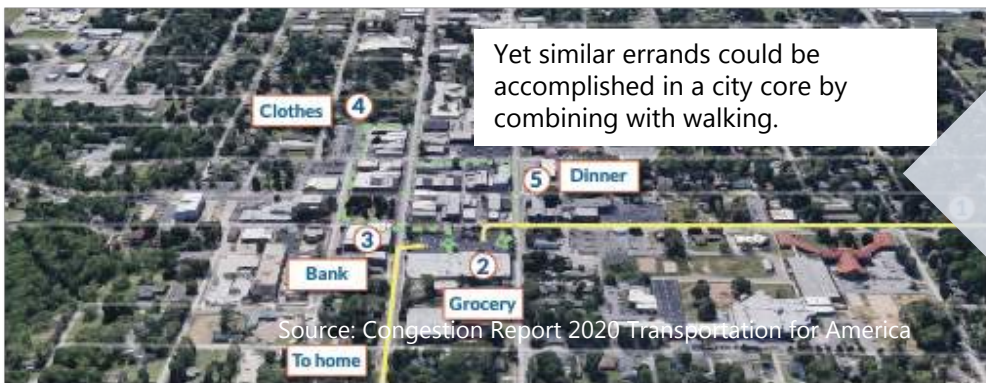 Yet similar errands could be
accomplished in a city core by
combining with walking.
Clothes 4
5 Dinner
1
3
Bank
2
Grocery
Source: Congestion Report 2020 Transportation for America
To home